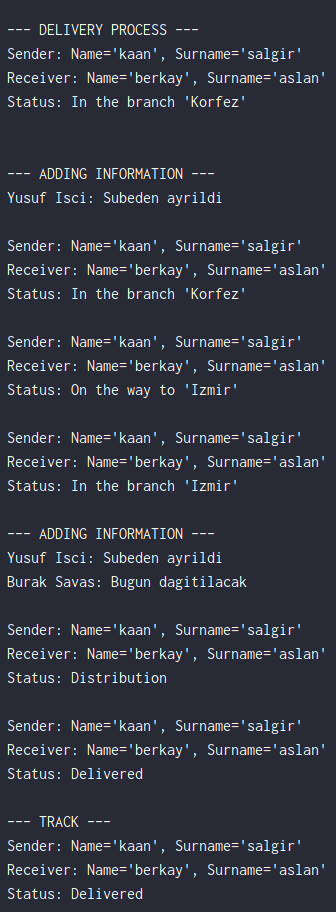 --- DELIVERY PROCESS ---
Sender: Name='kaan', Surname='salgir'
Receiver: Name='berkay', Surname='aslan'
Status: In the branch 'Korfez'
--- ADDING INFORMATION ---
Yusuf Isci: Subeden ayrildi
Sender: Name='kaan', Surname='salgir'
Receiver: Name='berkay', Surname='aslan'
Status: In the branch 'Korfez'
Sender: Name='kaan', Surname='salgir'
Receiver: Name='berkay', Surname='aslan'
Status: On the way to 'Izmir'
Sender: Name='kaan', Surname='salgir'
Receiver: Name='berkay', Surname='aslan'
Status: In the branch 'Izmir'
--- ADDING INFORMATION ---
Yusuf Isci: Subeden ayrildi
Burak Savas: Bugun dagitilacak
Sender: Name='kaan', Surname='salgir'
Receiver: Name='berkay', Surname='aslan'
Status: Distribution
Sender: Name='kaan', Surname='salgir'
Receiver: Name='berkay', Surname='aslan'
Status: Delivered
--- TRACK ---
Sender: Name='kaan', Surname='salgir'
Receiver: Name='berkay', Surname='aslan'
Status: Delivered